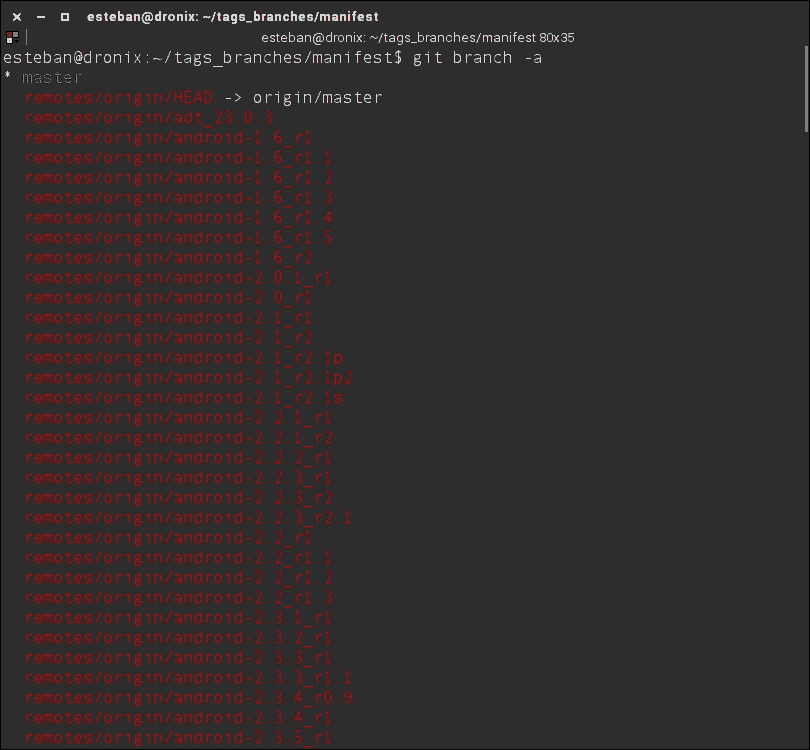 esteban@dronix: ~/tags_branches/manifest
esteban@dronix: ~/tags_branches/manifest 80x35
esteban@dronix:~/tags_branches/manifest$ git branch -a
* master
remotes/origin/HEAD -> origin/master
remotes/origin/adt_23.0.3
remotes/origin/android-1.6_r1
remotes/origin/android-1.6_r1.1
remotes/origin/android-1.6_r1.2
remotes/origin/android-1.6_r1.3
remotes/origin/android-1.6_r1.4
remotes/origin/android-1.6_r1.5
remotes/origin/android-1.6_r2
remotes/origin/android-2.0.1_r1
remotes/origin/android-2.0_r1
remotes/origin/android-2.1_r1
remotes/origin/android-2.1_r2
remotes/origin/android-2.1_r2.1p
remotes/origin/android-2.1_r2.1p2
remotes/origin/android-2.1_r2.1s
remotes/origin/android-2.2.1_r1
remotes/origin/android-2.2.1_r2
remotes/origin/android-2.2.2_r1
remotes/origin/android-2.2.3_r1
remotes/origin/android-2.2.3_r2
remotes/origin/android-2.2.3_r2.1
remotes/origin/android-2.2_r1
remotes/origin/android-2.2_r1.1
remotes/origin/android-2.2_r1.2
remotes/origin/android-2.2_r1.3
remotes/origin/android-2.3.1_r1
remotes/origin/android-2.3.2_r1
remotes/origin/android-2.3.3_r1
remotes/origin/android-2.3.3_r1.1
remotes/origin/android-2.3.4_r0.9
remotes/origin/android-2.3.4_r1
remotes/origin/android-2.3.5_r1